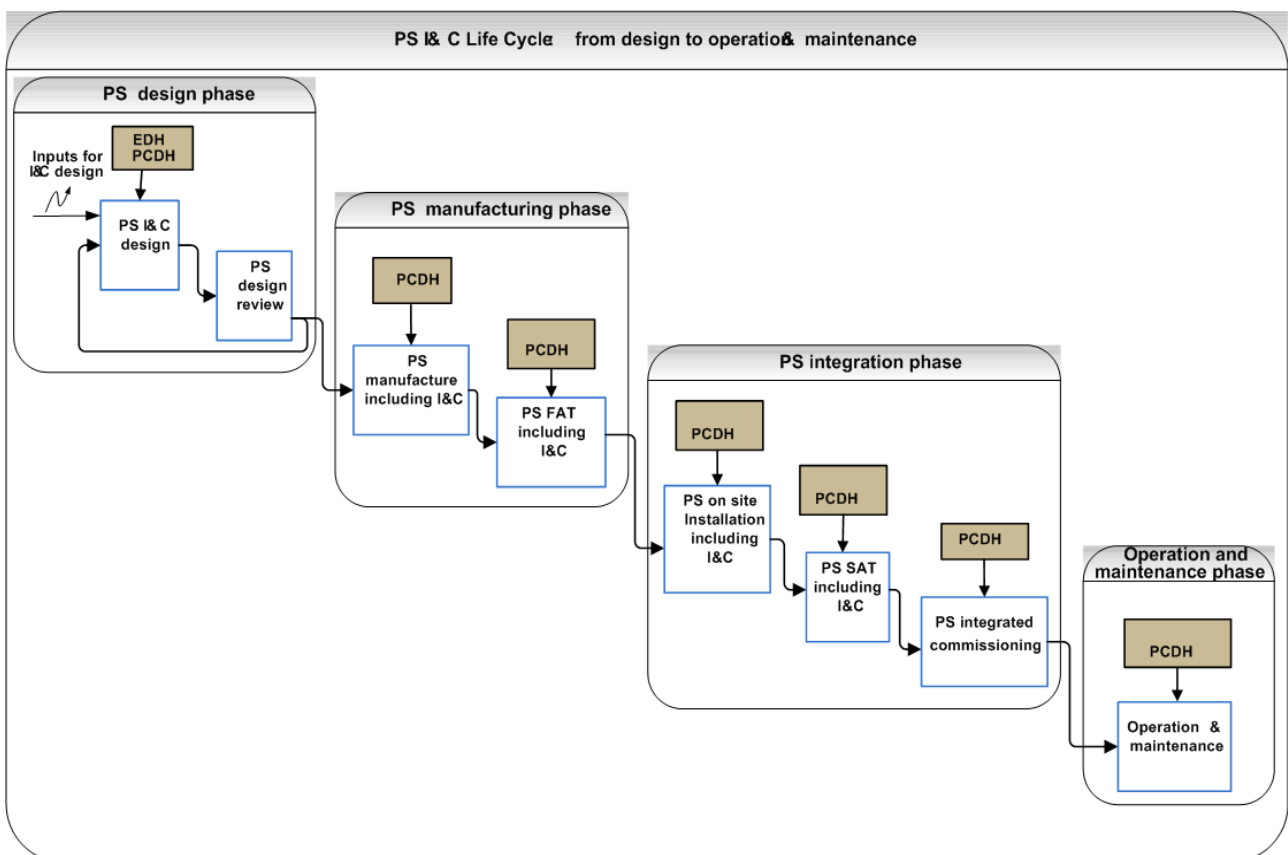 PS I& C Life Cycle: from design to operation& maintenance
PS design phase
EDH
PCDH
Inputs for
I&C design
PS I& C
design
PS
design
review
PS manufacturing phase
PCDH
PS
manufacture
including I&C
PCDH
PS FAT
including
I&C
PS integration phase
PCDH
PS on site
Installation
including
I&C
PCDH
PS SAT
including
I&C
PCDH
PS integrated
commissioning
Operation and
maintenance phase
PCDH
Operation &
maintenance